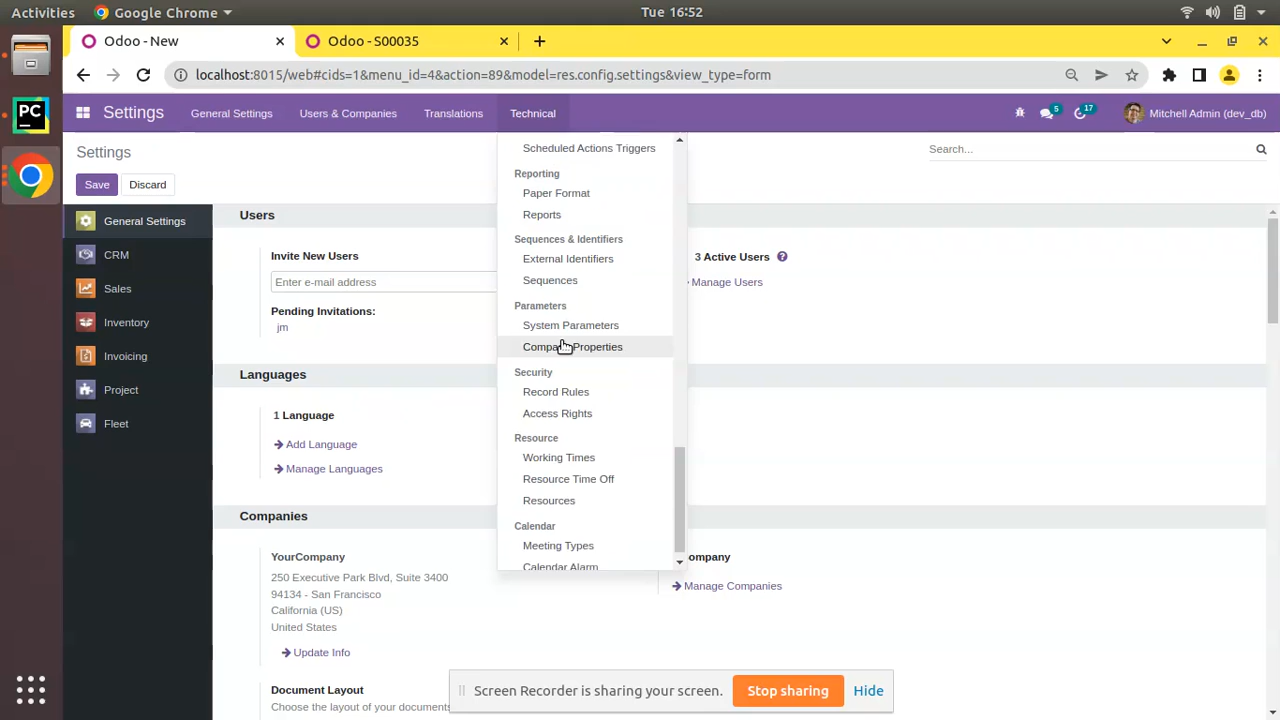 Activities
Google Chrome
Tue 16:52
Odoo - New
Odoo - S00035
localhost:8015/web#cids=1&menu_id=4&action=89&model=res.config.settings&view_type=form
Settings
General Settings
Users & Companies
Translations
Technical
5
17
Mitchell Admin (dev_db)
Settings
Search...
Save
Discard
General Settings
CRM
Sales
Inventory
Invoicing
Project
Fleet
Users
Invite New Users
Enter e-mail address
Pending Invitations:
jm
3 Active Users
Manage Users
Languages
1 Language
Add Language
Manage Languages
Companies
YourCompany
250 Executive Park Blvd, Suite 3400
94134 - San Francisco
California (US)
United States
Update Info
Manage Companies
Document Layout
Choose the layout of your documents
Scheduled Actions Triggers
Reporting
Paper Format
Reports
Sequences & Identifiers
External Identifiers
Sequences
Parameters
System Parameters
Company Properties
Security
Record Rules
Access Rights
Resource
Working Times
Resource Time Off
Resources
Calendar
Meeting Types
Calendar Alarm
PC
Screen Recorder is sharing your screen.
Stop sharing
Hide